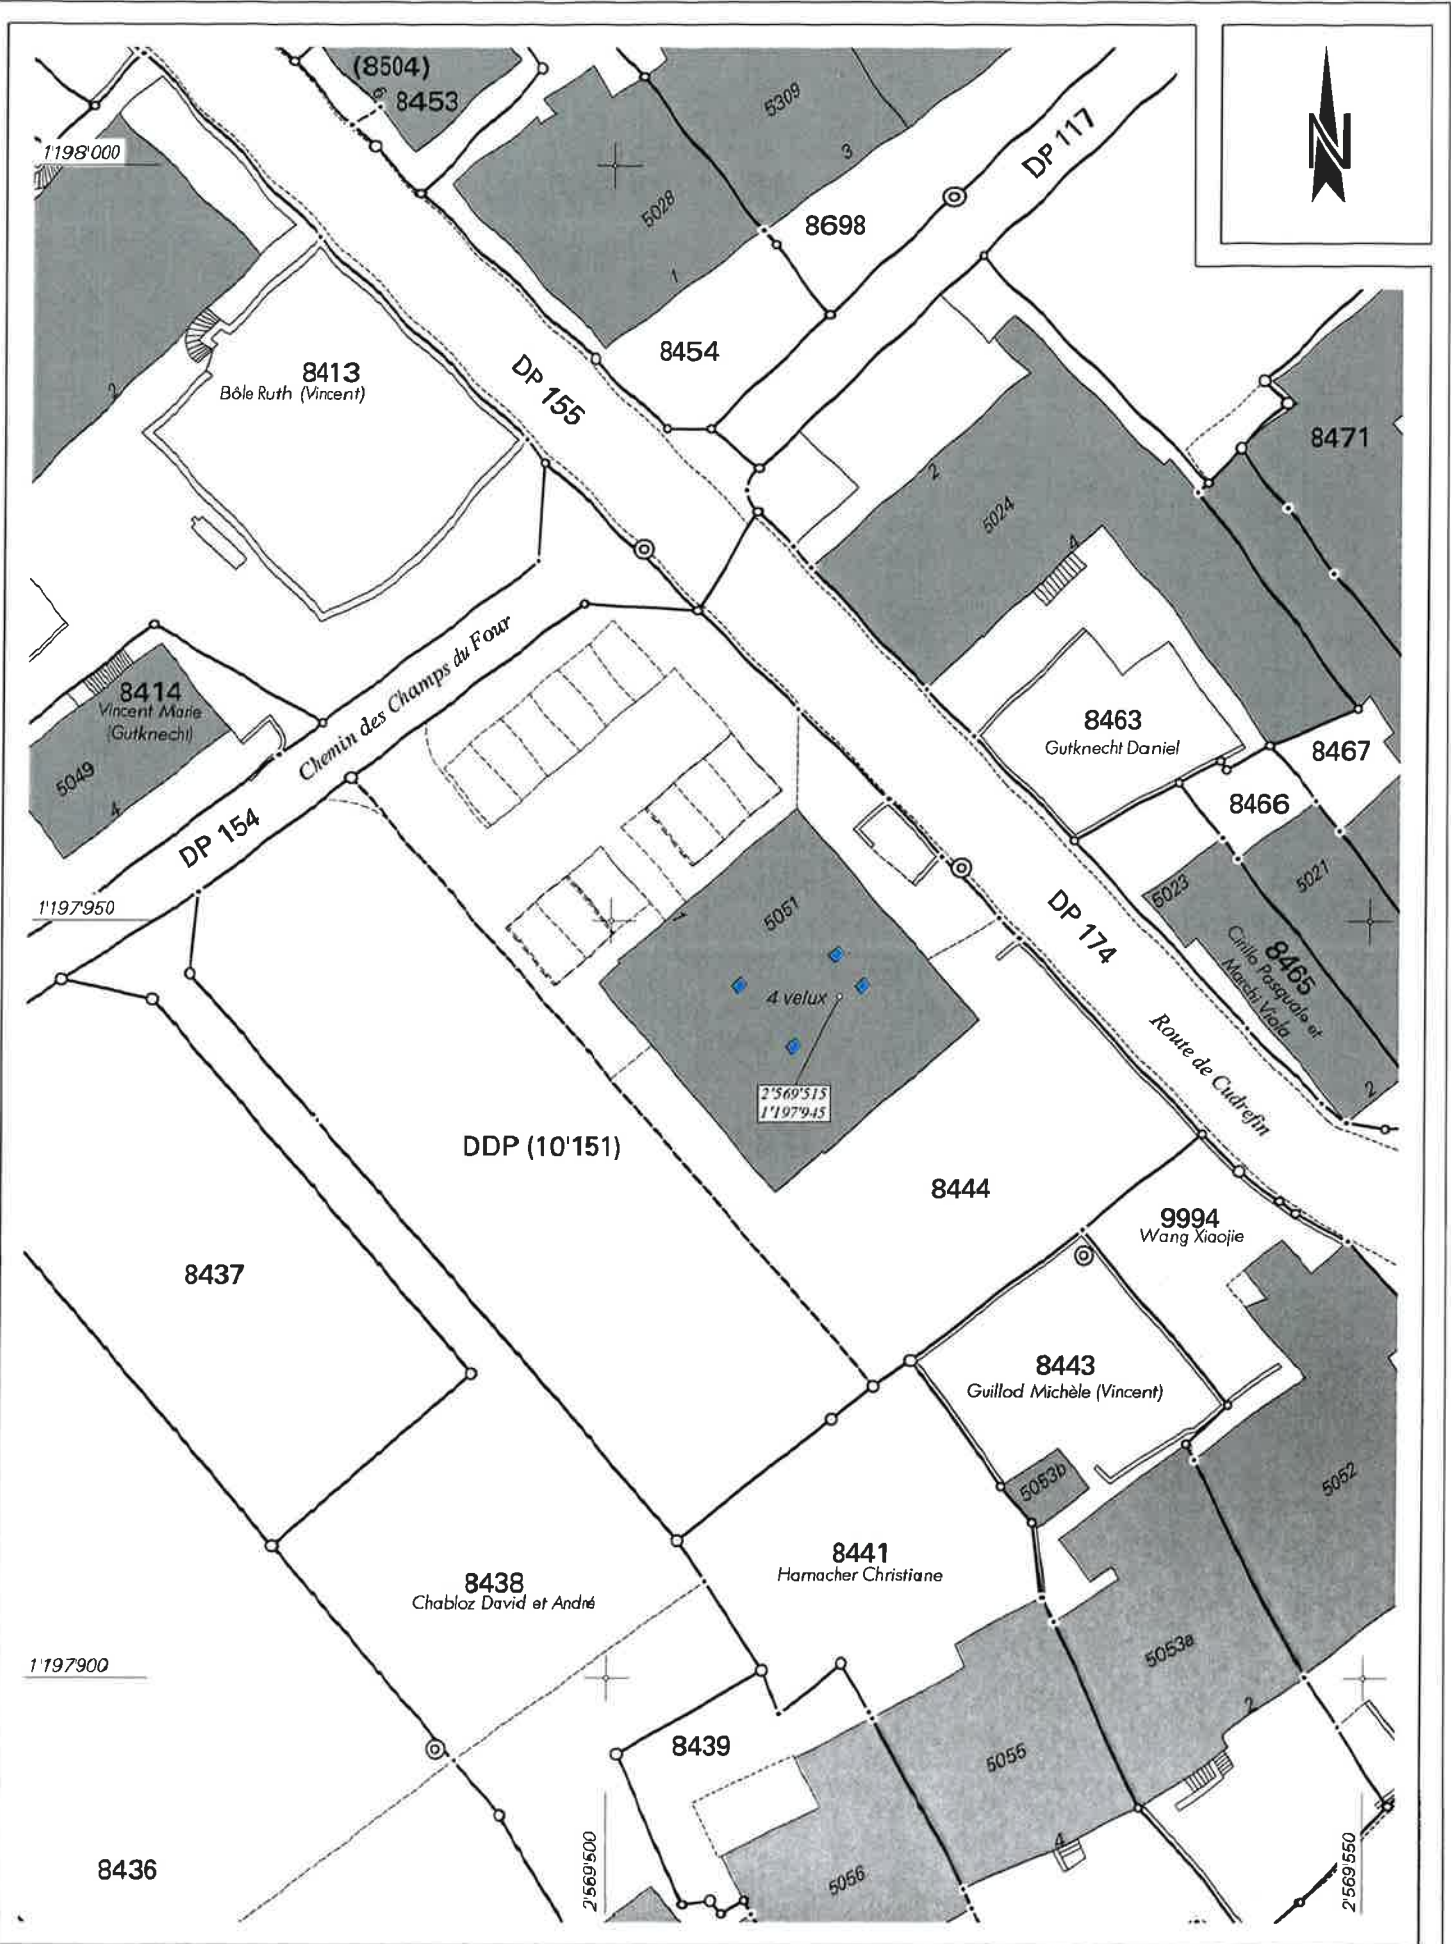 (8504)
6
8453
5309
N
DP 117
3
1'198'000
5028
8698
1
8454
DP 155
8413
Bôle Ruth (Vincent)
2
8471
2
5024
4
Chemin des Champs du Four
8414
Vincent Marie
(Gutknecht)
8463
Gutknecht Daniel
8467
5049
4
8466
DP 154
5021
5023
1'197'950
1
5051
DP 174
8465
Cirillo Pasquale et
Marchi Viola
4 velux
Route de Cudrefin
2
2'569'515
1'197'945
DDP (10'151)
8444
9994
Wang Xiaojie
8437
8443
Guillod Michèle (Vincent)
5053b
5052
8441
Hamacher Christiane
8438
Chabloz David et André
5053a
1'197'900
2
8439
5055
4
8436
5056
2'569'500
2'569'550